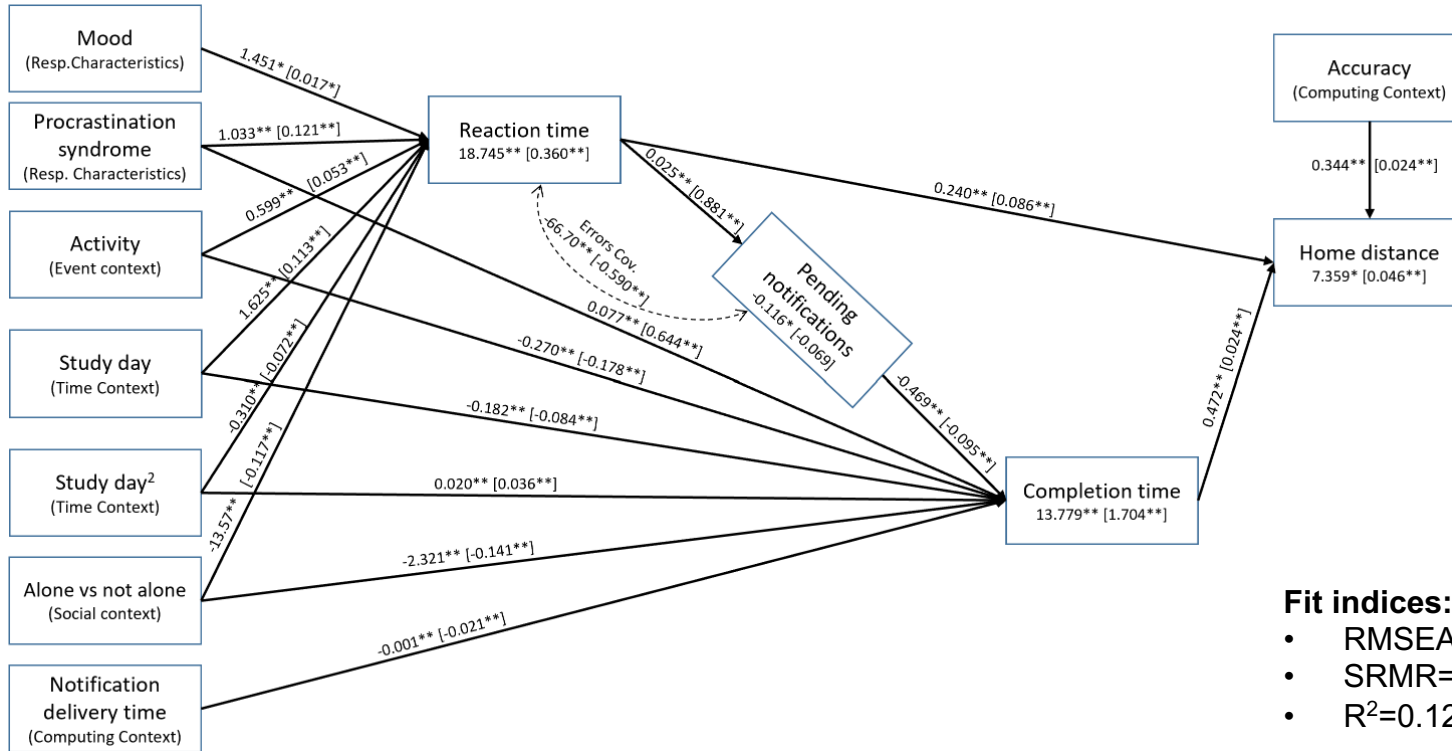 Mood
(Resp.Characteristics)
Procrastination
syndrome
(Resp. Characteristics)
Activity
(Event context)
Study day
(Time Context)
Study day²
(Time Context)
Alone vs not alone
(Social context)
Notification
delivery time
(Computing Context)
1.451* [0.017*]
1.033** [0.121**]
0.599** [0.053**]
1.625** [0.113**]
-0.310** [-0.072**]
-13.57** [-0.117**]
Reaction time
18.745** [0.360**]
0.025** [0.881**]
Errors Cov.
-66.70** [-0.590**]
Pending
notifications
-0.116* [-0.069]
0.077** [0.644**]
-0.270** [-0.178**]
-0.182** [-0.084**]
0.020** [0.036**]
-2.321** [-0.141**]
-0.001** [-0.021**]
-0.469** [-0.095**]
Completion time
13.779** [1.704**]
0.240** [0.086**]
0.472** [0.024**]
Accuracy
(Computing Context)
0.344** [0.024**]
Home distance
7.359* [0.046**]
Fit indices:
• RMSEA
• SRMR=
• R²=0.12